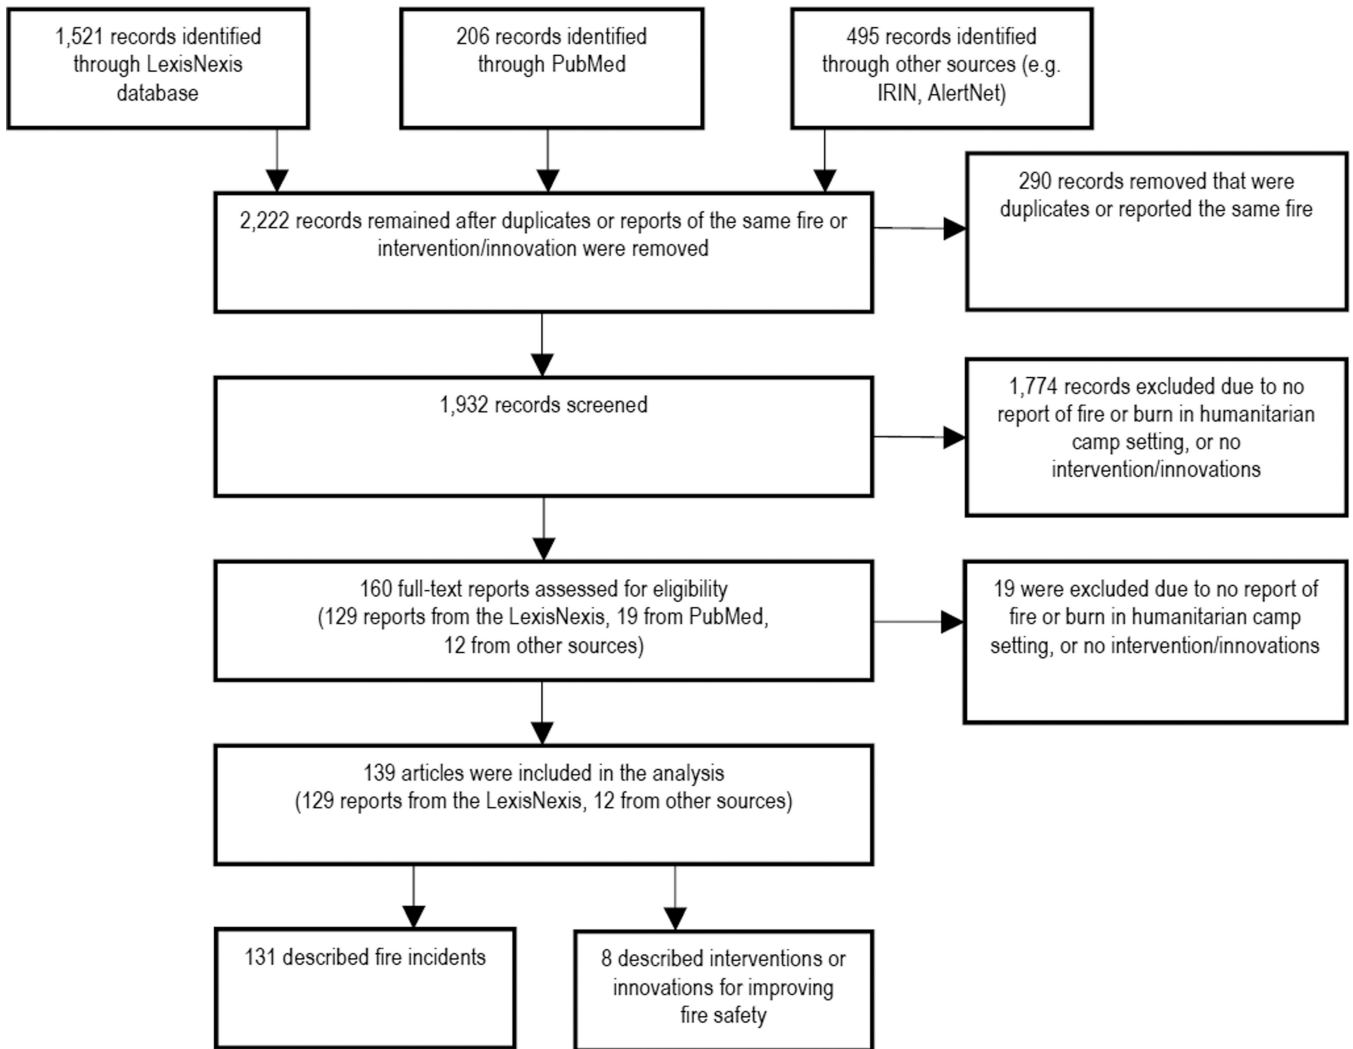 1,521 records identified
through LexisNexis
database
206 records identified
through PubMed
495 records identified
through other sources (e.g.
IRIN, AlertNet)
290 records removed that were
duplicates or reported the same fire
2,222 records remained after duplicates or reports of the same fire or
intervention/innovation were removed
1,932 records screened
1,774 records excluded due to no
report of fire or burn in humanitarian
camp setting, or no
intervention/innovations
160 full-text reports assessed for eligibility
(129 reports from the LexisNexis, 19 from PubMed,
12 from other sources)
19 were excluded due to no report of
fire or burn in humanitarian camp
setting, or no intervention/innovations
139 articles were included in the analysis
(129 reports from the LexisNexis, 12 from other sources)
131 described fire incidents
8 described interventions or
innovations for improving
fire safety